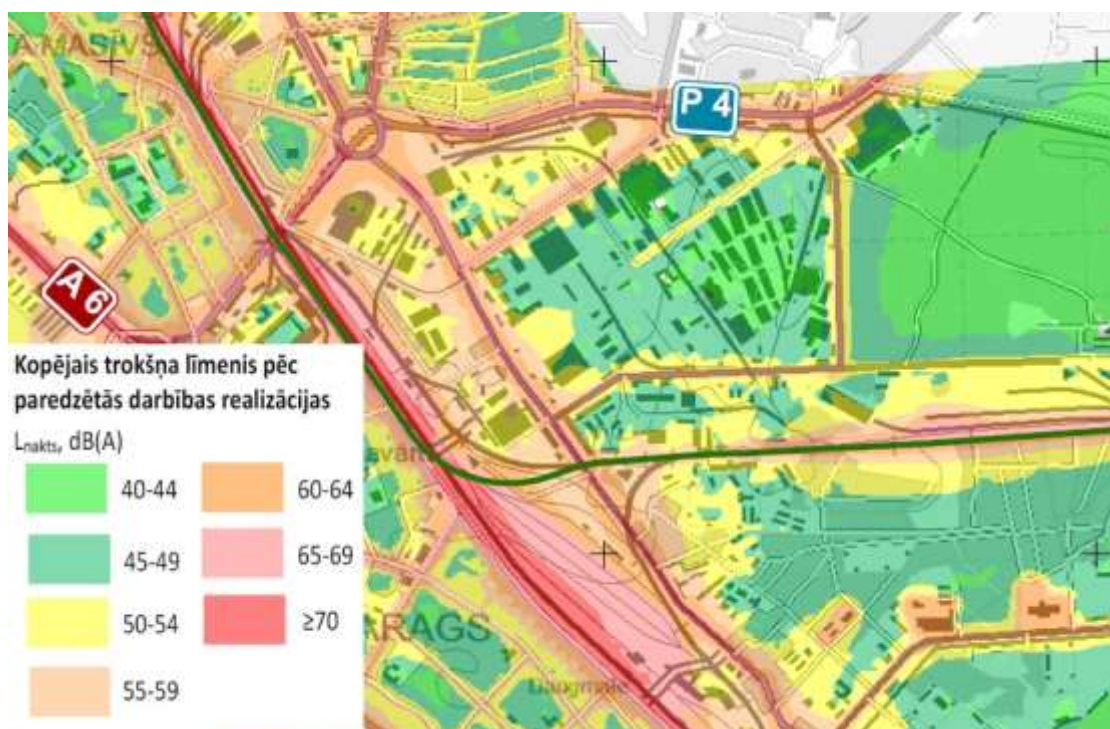 A MASĪVS
P 4
A 6
Kopējais trokšņa līmenis pēc
paredzētās darbības realizācijas
Lnakts, dB(A)
40-44
60-64
45-49
65-69
50-54
≥70
55-59
ARAGS